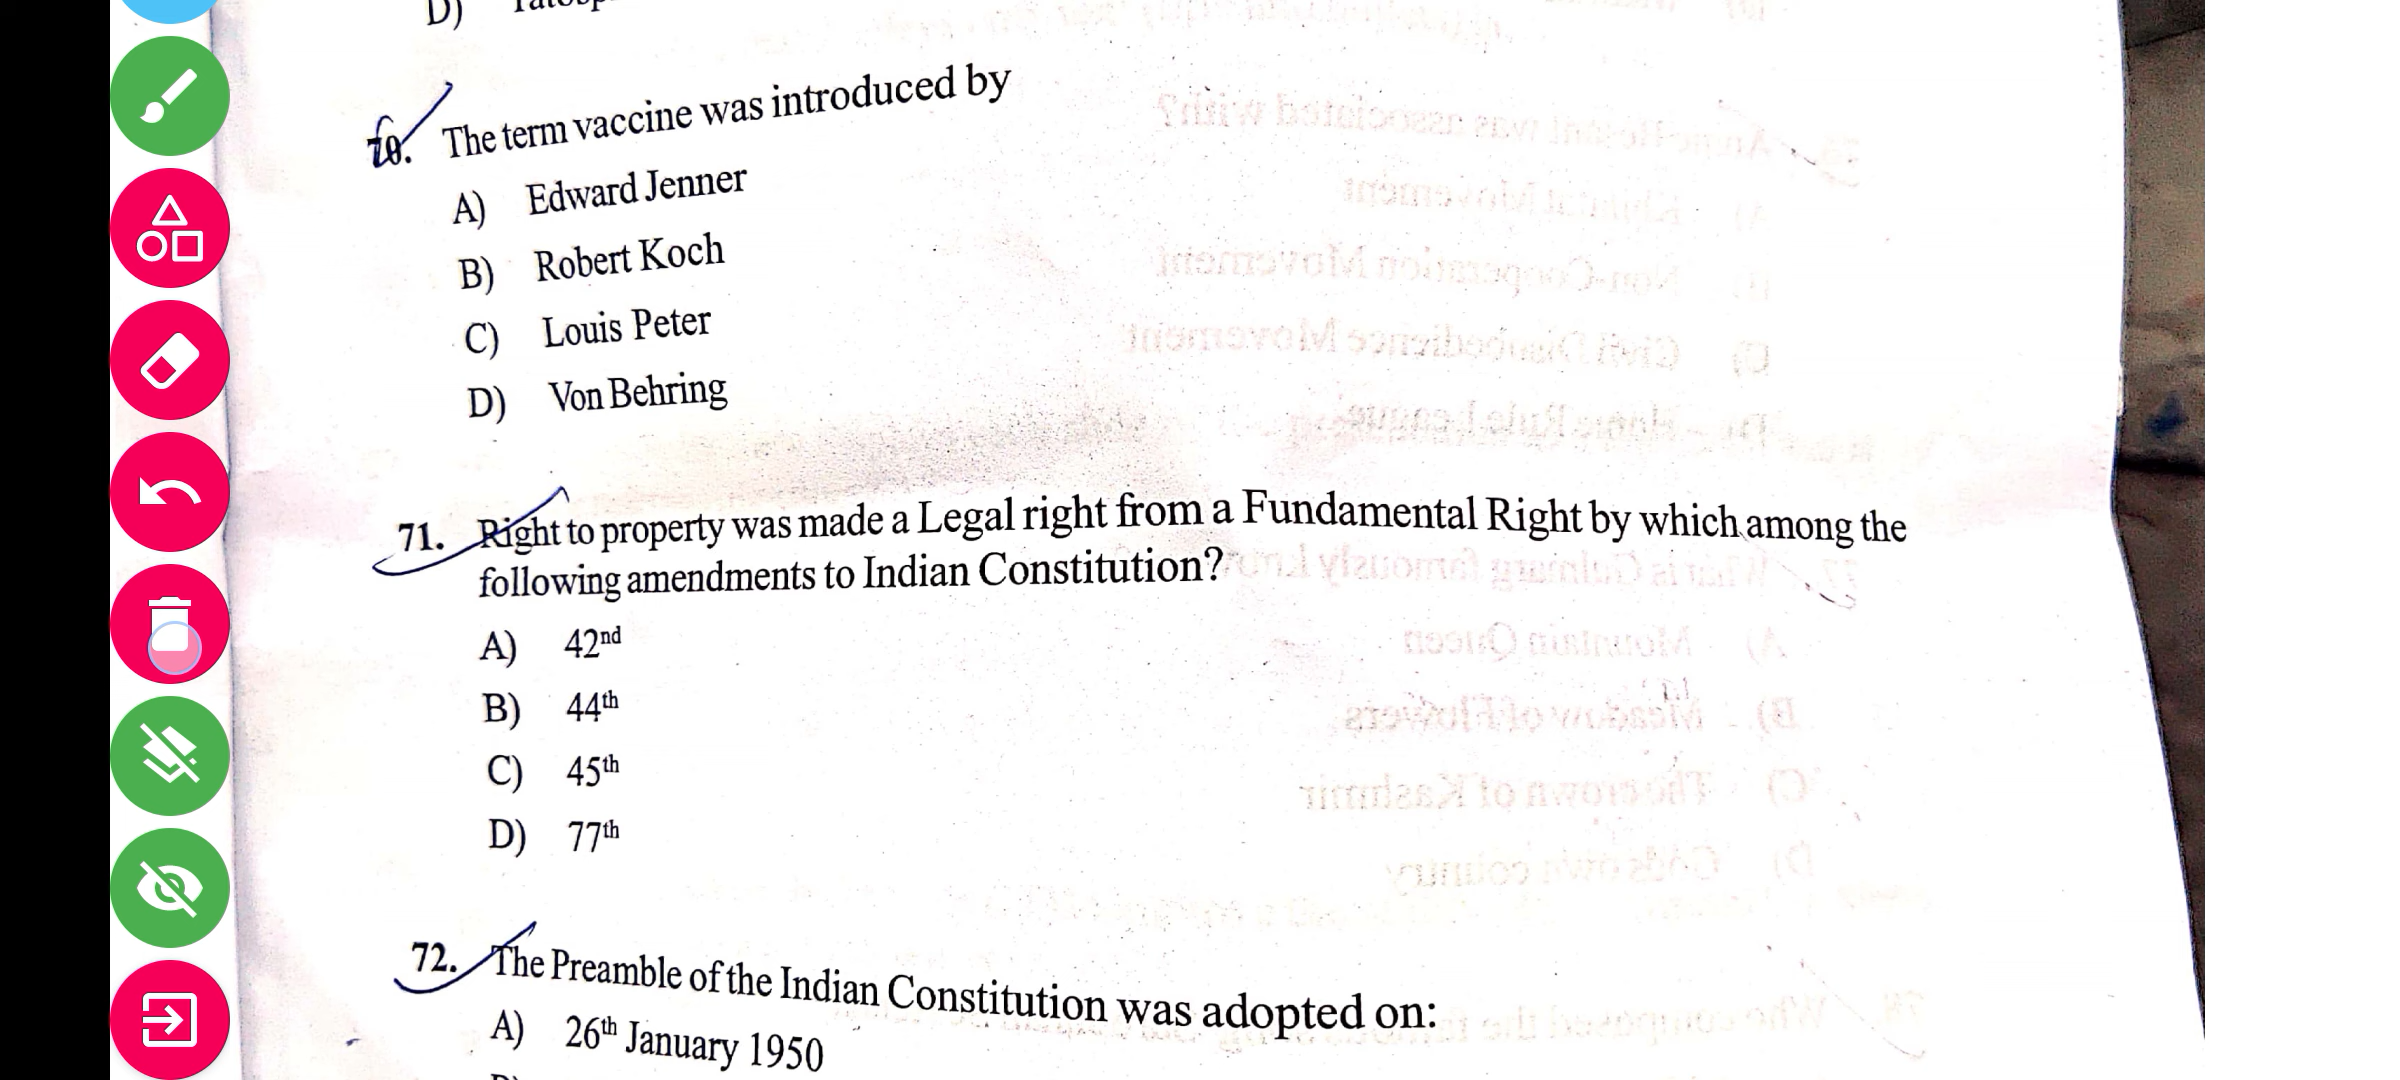 D)
70. The term vaccine was introduced by
A) Edward Jenner
B) Robert Koch
C) Louis Peter
D) Von Behring
71. Right to property was made a Legal right from a Fundamental Right by which among the
following amendments to Indian Constitution?
A) 42nd
B) 44th
C) 45th
D) 77th
72. The Preamble of the Indian Constitution was adopted on:
A) 26th January 1950